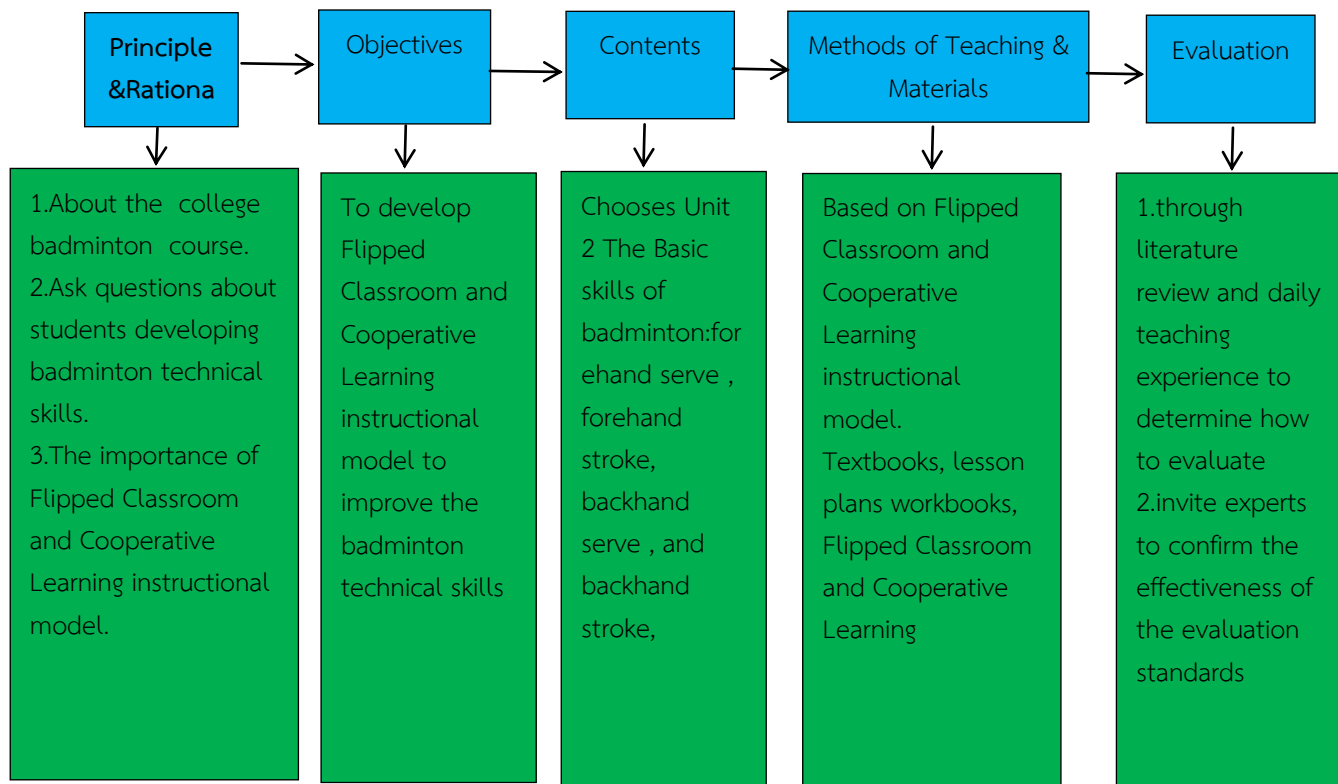 Principle
&Rationa
Objectives
Contents
Methods of Teaching &
Materials
Evaluation
1.About the college
badminton course.
2.Ask questions about
students developing
badminton technical
skills.
3.The importance of
Flipped Classroom
and Cooperative
Learning instructional
model.
To develop
Flipped
Classroom and
Cooperative
Learning
instructional
model to
improve the
badminton
technical skills
Chooses Unit
2 The Basic
skills of
badminton:for
ehand serve ,
forehand
stroke,
backhand
serve , and
backhand
stroke,
Based on Flipped
Classroom and
Cooperative
Learning
instructional
model.
Textbooks, lesson
plans workbooks,
Flipped Classroom
and Cooperative
Learning
1.through
literature
review and daily
teaching
experience to
determine how
to evaluate
2.invite experts
to confirm the
effectiveness of
the evaluation
standards